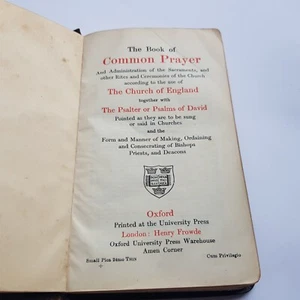 The Book of
Common Prayer
And Administration of the Sacraments, and
other Rites and Ceremonies of the Church
according to the use of
The Church of England
together with
The Psalter or Psalms of David
Pointed as they are to be sung
or said in Churches
and the
Form and Manner of Making, Ordaining
and Consecrating of Bishops
Priests, and Deacons
Oxford
Printed at the University Press
London: Henry Frowde
Oxford University Press Warehouse
Amen Corner
Small Pica 24mo Cum Privilegio